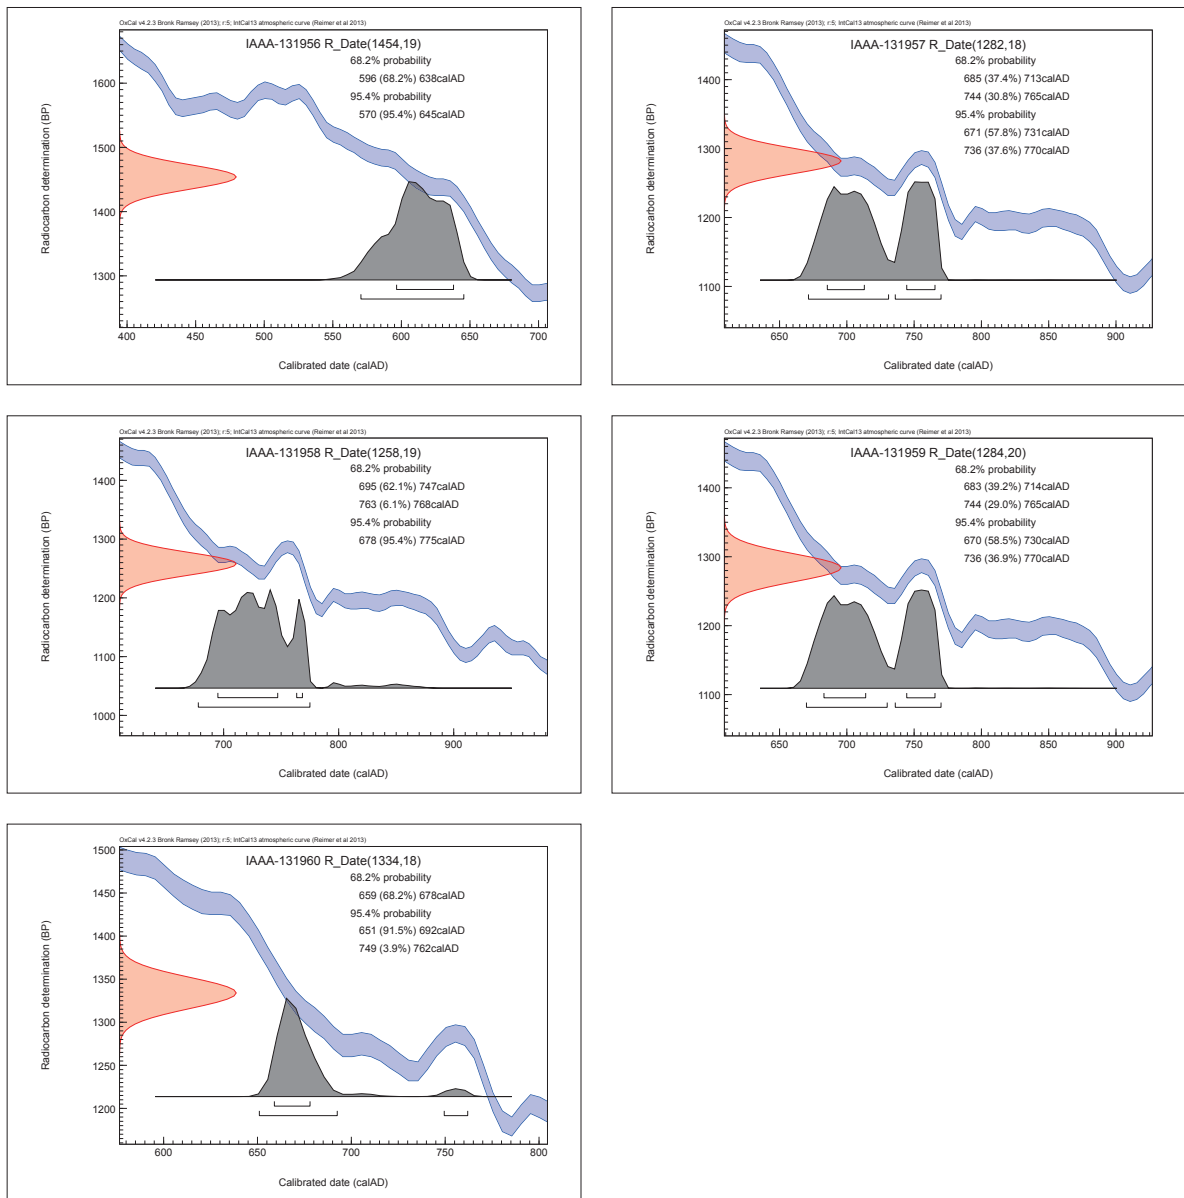 OxCal v4.2.3 Bronk Ramsey (2013); r:5; IntCal13 atmospheric curve (Reimer et al 2013)
IAAA-131956 R_Date(1454,19)
68.2% probability
596 (68.2%) 638calAD
95.4% probability
570 (95.4%) 645calAD
Radiocarbon determination (BP)
1600
1500
1400
1300
400 450 500 550 600 650 700
Calibrated date (calAD)
OxCal v4.2.3 Bronk Ramsey (2013); r:5; IntCal13 atmospheric curve (Reimer et al 2013)
IAAA-131957 R_Date(1282,18)
68.2% probability
685 (37.4%) 713calAD
744 (30.8%) 765calAD
95.4% probability
671 (57.8%) 731calAD
736 (37.6%) 770calAD
Radiocarbon determination (BP)
1400
1300
1200
1100
650 700 750 800 850 900
Calibrated date (calAD)
OxCal v4.2.3 Bronk Ramsey (2013); r:5; IntCal13 atmospheric curve (Reimer et al 2013)
IAAA-131958 R_Date(1258,19)
68.2% probability
695 (62.1%) 747calAD
763 (6.1%) 768calAD
95.4% probability
678 (95.4%) 775calAD
Radiocarbon determination (BP)
1400
1300
1200
1100
1000
700 800 900
Calibrated date (calAD)
OxCal v4.2.3 Bronk Ramsey (2013); r:5; IntCal13 atmospheric curve (Reimer et al 2013)
IAAA-131959 R_Date(1284,20)
68.2% probability
683 (39.2%) 714calAD
744 (29.0%) 765calAD
95.4% probability
670 (58.5%) 730calAD
736 (36.9%) 770calAD
Radiocarbon determination (BP)
1400
1300
1200
1100
650 700 750 800 850 900
Calibrated date (calAD)
OxCal v4.2.3 Bronk Ramsey (2013); r:5; IntCal13 atmospheric curve (Reimer et al 2013)
IAAA-131960 R_Date(1334,18)
68.2% probability
659 (68.2%) 678calAD
95.4% probability
651 (91.5%) 692calAD
749 (3.9%) 762calAD
Radiocarbon determination (BP)
1500
1450
1400
1350
1300
1250
1200
600 650 700 750 800
Calibrated date (calAD)